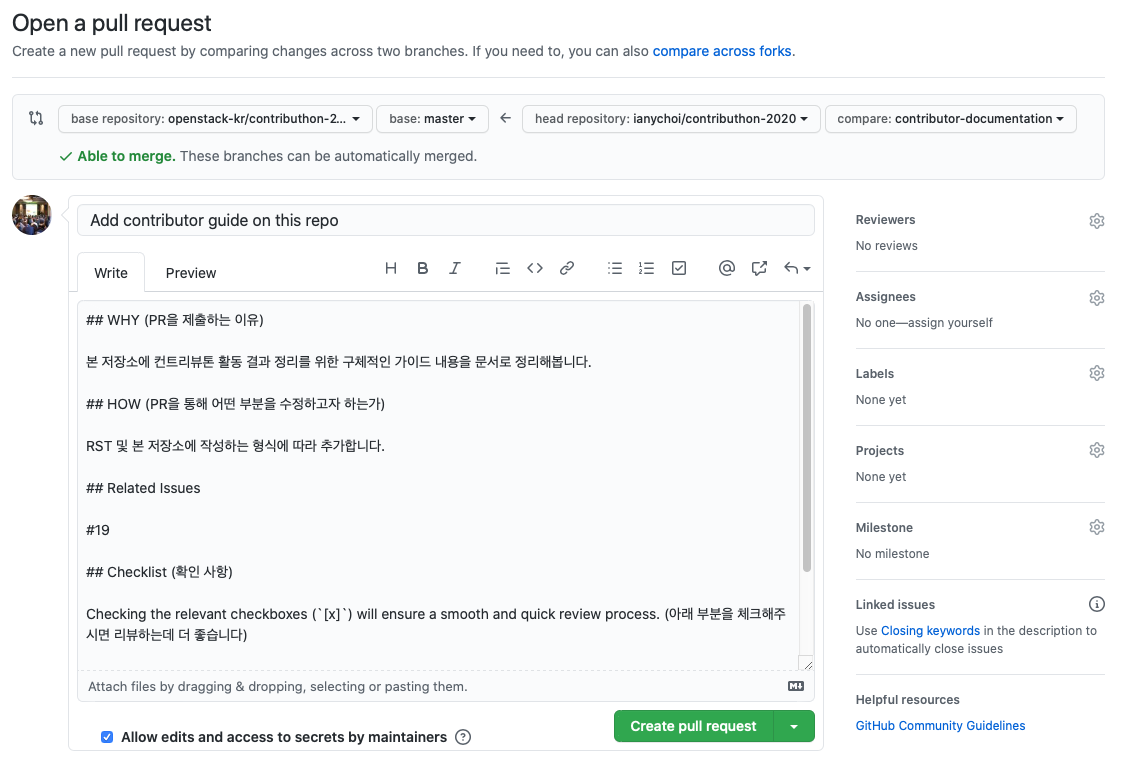 Open a pull request
Create a new pull request by comparing changes across two branches. If you need to, you can also compare across forks.
base repository: openstack-kr/contributhon-2... base: master ← head repository: ianychoi/contributhon-2020 compare: contributor-documentation
Able to merge. These branches can be automatically merged.
Add contributor guide on this repo
Write Preview
## WHY (PR을 제출하는 이유)
본 저장소에 컨트리뷰톤 활동 결과 정리를 위한 구체적인 가이드 내용을 문서로 정리해봅니다.
## HOW (PR을 통해 어떤 부분을 수정하고자 하는가)
RST 및 본 저장소에 작성하는 형식에 따라 추가합니다.
## Related Issues
#19
## Checklist (확인 사항)
Checking the relevant checkboxes (`[x]`) will ensure a smooth and quick review process. (아래 부분을 체크해주
시면 리뷰하는데 더 좋습니다)
Attach files by dragging & dropping, selecting or pasting them.
Allow edits and access to secrets by maintainers
Create pull request
Reviewers
No reviews
Assignees
No one—assign yourself
Labels
None yet
Projects
None yet
Milestone
No milestone
Linked issues
Use Closing keywords in the description to
automatically close issues
Helpful resources
GitHub Community Guidelines